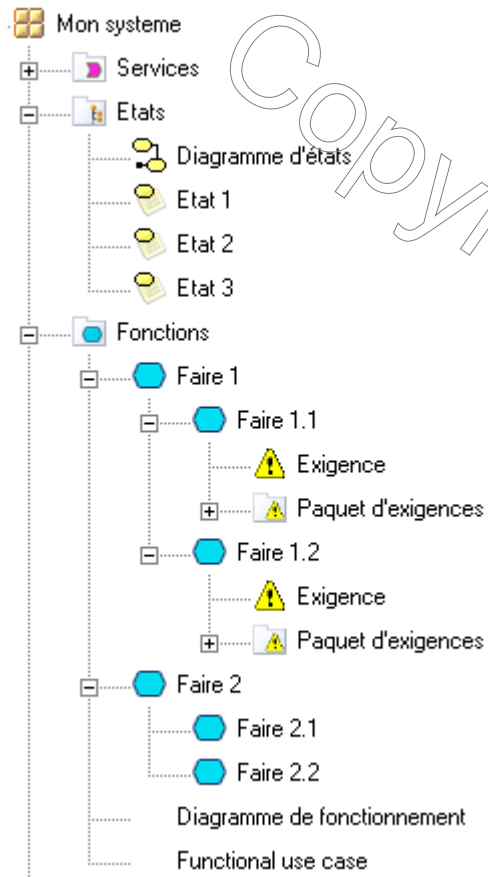 Mon systeme
Services
Etats
Diagramme d'états
Etat 1
Etat 2
Etat 3
Fonctions
Faire 1
Faire 1.1
Exigence
Paquet d'exigences
Faire 1.2
Exigence
Paquet d'exigences
Faire 2
Faire 2.1
Faire 2.2
Diagramme de fonctionnement
Functional use case